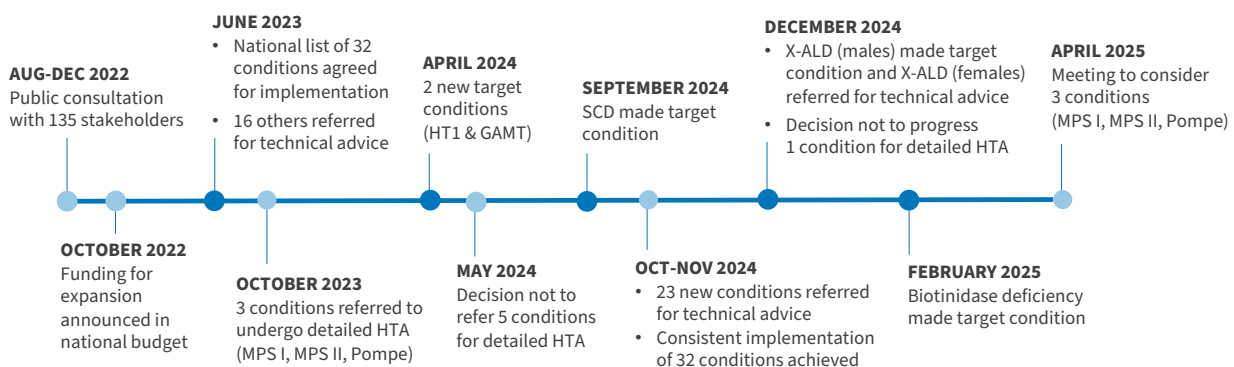 AUG-DEC 2022
Public consultation
with 135 stakeholders
OCTOBER 2022
Funding for
expansion
announced in
national budget
JUNE 2023
• National list of 32
conditions agreed
for implementation
• 16 others referred
for technical advice
OCTOBER 2023
3 conditions referred to
undergo detailed HTA
(MPS I, MPS II, Pompe)
APRIL 2024
2 new target
conditions
(HT1 & GAMT)
MAY 2024
Decision not to
refer 5 conditions
for detailed HTA
SEPTEMBER 2024
SCD made target
condition
OCT-NOV 2024
• 23 new conditions referred
for technical advice
• Consistent implementation
of 32 conditions achieved
DECEMBER 2024
• X-ALD (males) made target
condition and X-ALD (females)
referred for technical advice
• Decision not to progress
1 condition for detailed HTA
FEBRUARY 2025
Biotinidase deficiency
made target condition
APRIL 2025
Meeting to consider
3 conditions
(MPS I, MPS II, Pompe)